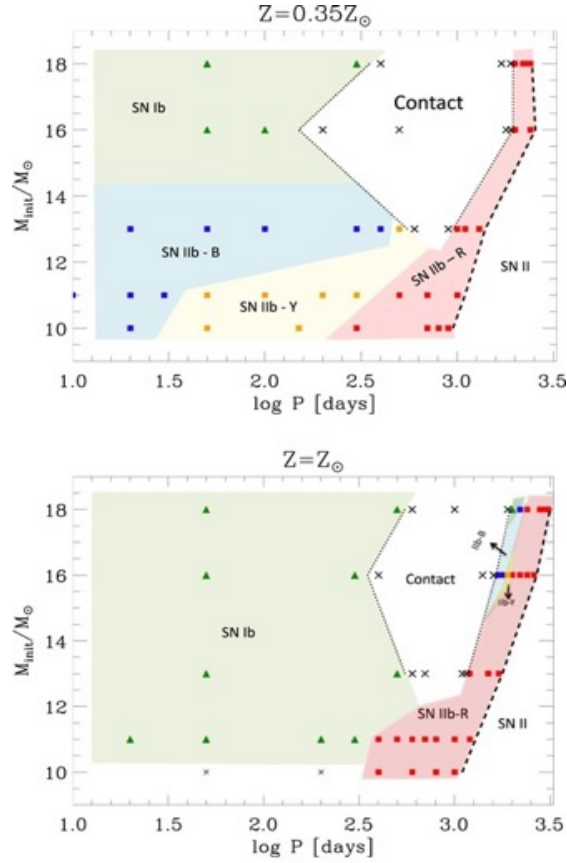 Z=0.35Z☉
18
16
14
12
10
M_init/M☉
SN Ib
Contact
SN IIb - B
SN IIb - Y
SN IIb – R
SN II
1.0 1.5 2.0 2.5 3.0 3.5
log P [days]
Z=Z☉
18
16
14
12
10
M_init/M☉
SN Ib
Contact
IIb-B
IIb-Y
SN IIb-R
SN II
1.0 1.5 2.0 2.5 3.0 3.5
log P [days]